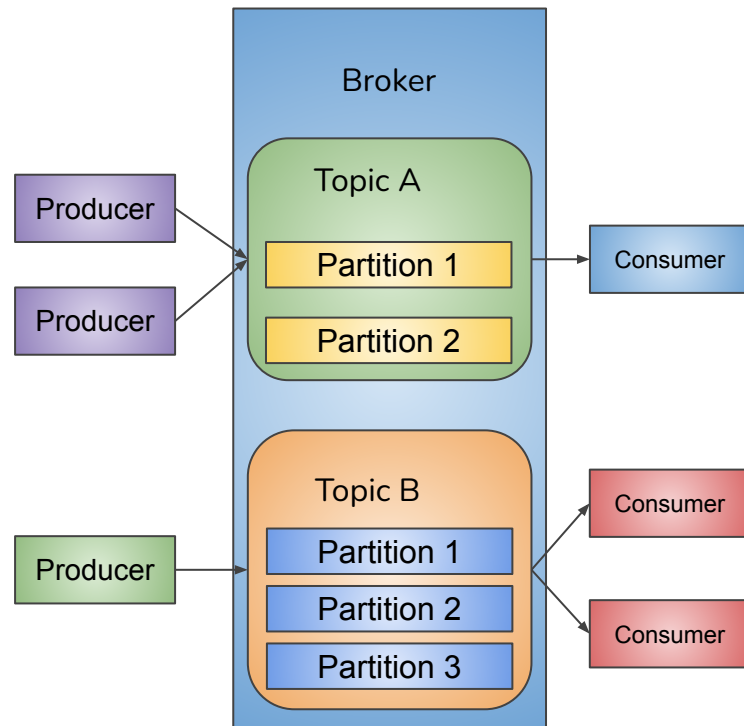 Broker
Topic A
Producer
Partition 1
Consumer
Producer
Partition 2
Topic B
Consumer
Partition 1
Producer
Partition 2
Consumer
Partition 3